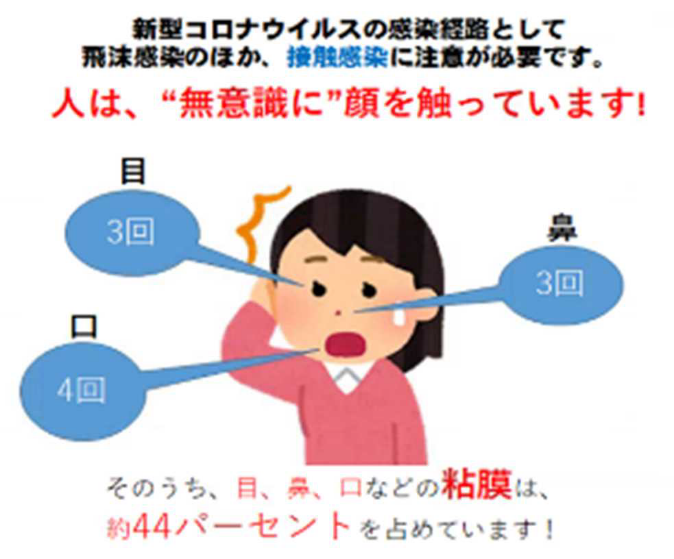 新型コロナウイルスの感染経路として
飛沫感染のほか、接触感染に注意が必要です。
人は、“無意識に”顔を触っています!
目
3回
鼻
3回
口
4回
そのうち、目、鼻、口などの粘膜は、
約44パーセントを占めています！